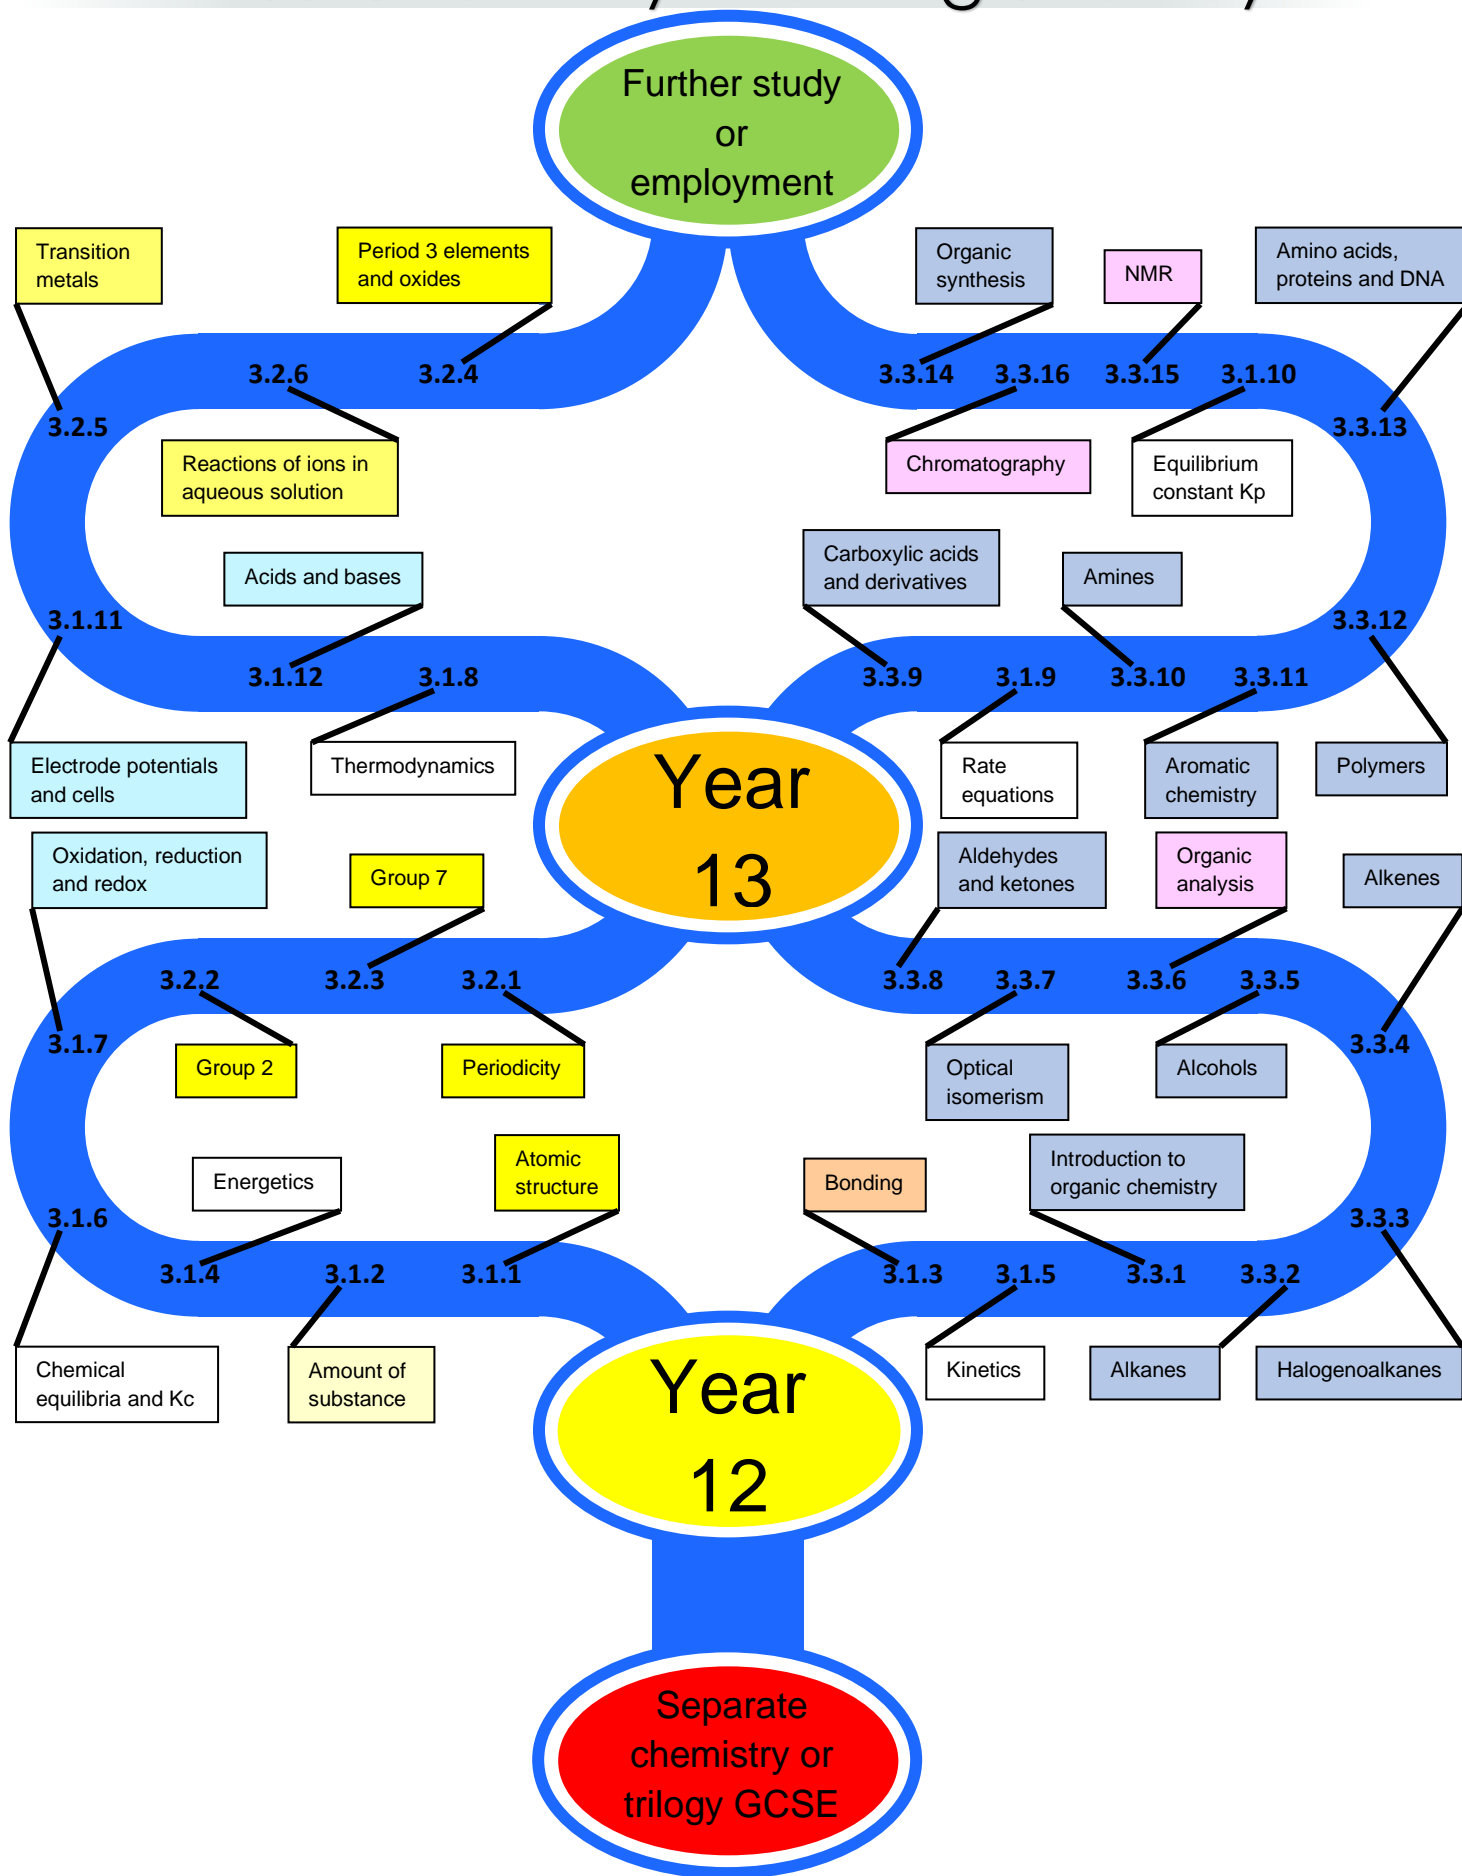 Further study
or
employment
Transition
metals
Period 3 elements
and oxides
Organic
synthesis
NMR
Amino acids,
proteins and DNA
3.2.6
3.2.4
3.3.14
3.3.16
3.3.15
3.1.10
3.2.5
3.3.13
Reactions of ions in
aqueous solution
Chromatography
Equilibrium
constant Kp
Acids and bases
Carboxylic acids
and derivatives
Amines
3.1.11
3.3.12
3.1.12
3.1.8
3.3.9
3.1.9
3.3.10
3.3.11
Electrode potentials
and cells
Thermodynamics
Year
13
Rate
equations
Aromatic
chemistry
Polymers
Oxidation, reduction
and redox
Group 7
Aldehydes
and ketones
Organic
analysis
Alkenes
3.2.2
3.2.3
3.2.1
3.3.8
3.3.7
3.3.6
3.3.5
3.1.7
3.3.4
Group 2
Periodicity
Optical
isomerism
Alcohols
Energetics
Atomic
structure
Bonding
Introduction to
organic chemistry
3.1.6
3.3.3
3.1.4
3.1.2
3.1.1
3.1.3
3.1.5
3.3.1
3.3.2
Chemical
equilibria and Kc
Amount of
substance
Year
12
Kinetics
Alkanes
Halogenoalkanes
Separate
chemistry or
trilogy GCSE